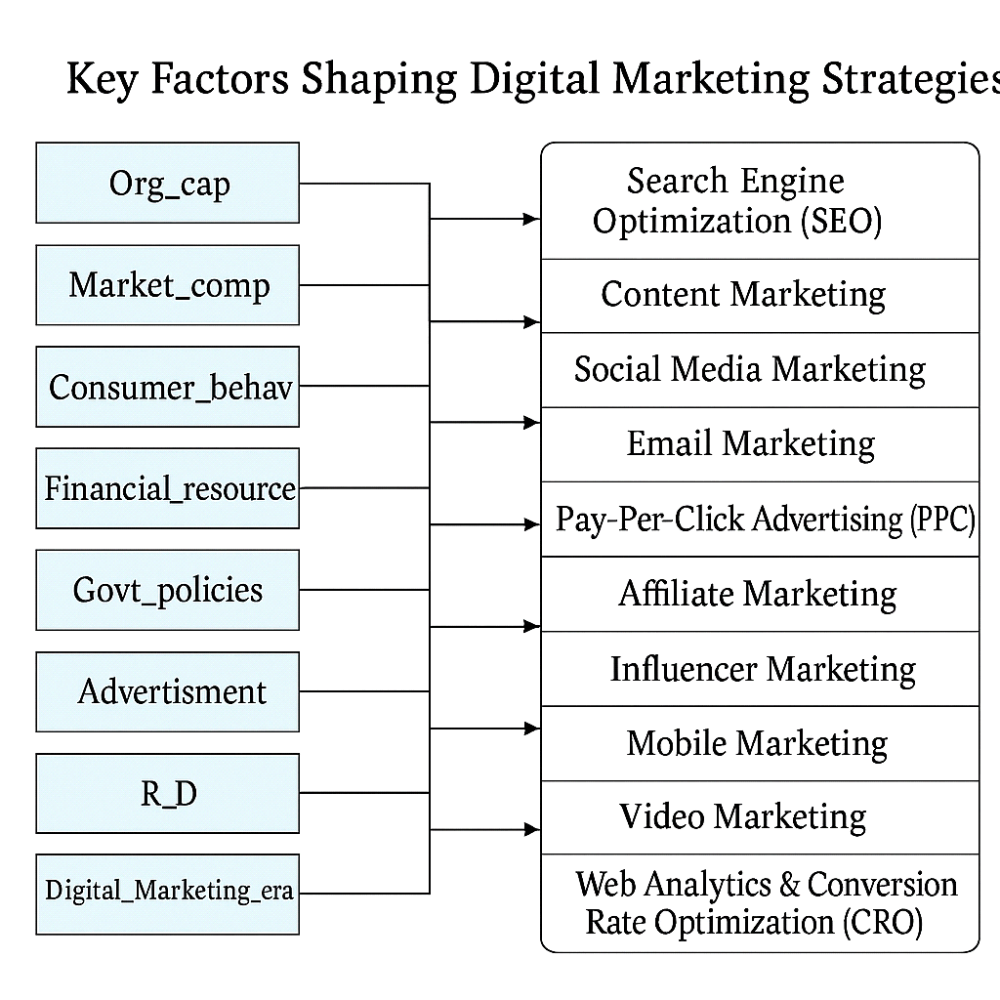 Key Factors Shaping Digital Marketing Strategies
Org_cap
Market_comp
Consumer_behav
Financial_resource
Govt_policies
Advertisment
R_D
Digital_Marketing_era
Search Engine
Optimization (SEO)
Content Marketing
Social Media Marketing
Email Marketing
Pay-Per-Click Advertising (PPC)
Affiliate Marketing
Influencer Marketing
Mobile Marketing
Video Marketing
Web Analytics & Conversion
Rate Optimization (CRO)